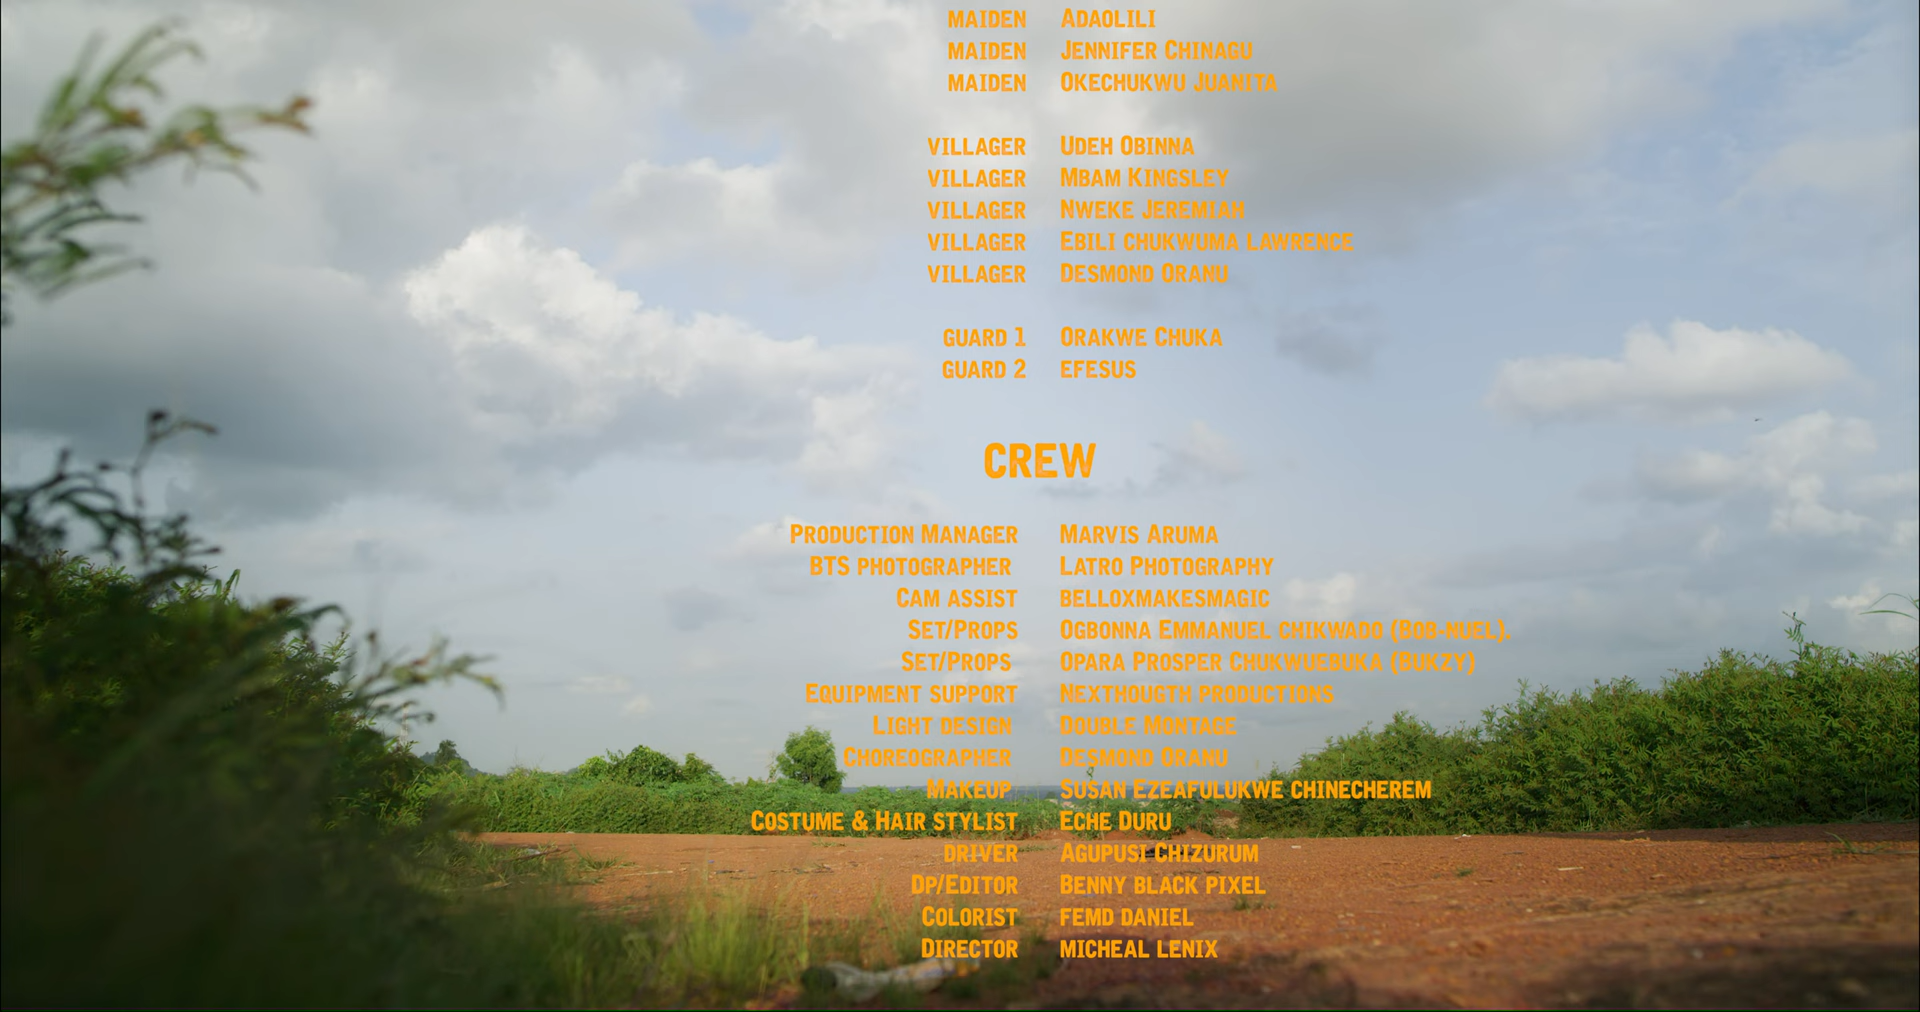 MAIDEN ADAOLILI
MAIDEN JENNIFER CHINAGU
MAIDEN OKECHUKWU JUANITA
VILLAGER UDEH OBINNA
VILLAGER MBAM KINGSLEY
VILLAGER NWEKE JEREMIAH
VILLAGER EBILI CHUKWUMA LAWRENCE
VILLAGER DESMOND ORANU
GUARD 1 ORAKWE CHUKA
GUARD 2 EFESUS
CREW
PRODUCTION MANAGER MARVIS ARUMA
BTS PHOTOGRAPHER LATRO PHOTOGRAPHY
CAM ASSIST BELLOXMAKESMAGIC
SET/PROPS OGBONNA EMMANUEL CHIKWADO (BOB-NUEL).
SET/PROPS OPARA PROSPER CHUKWUEBUKA (BUKZY)
EQUIPMENT SUPPORT NEXTHOUGTH PRODUCTIONS
LIGHT DESIGN DOUBLE MONTAGE
CHOREOGRAPHER DESMOND ORANU
MAKEUP SUSAN EZEAFULUKWE CHINECHEREM
COSTUME & HAIR STYLIST ECHE DURU
DRIVER AGUPUSI CHIZURUM
DP/EDITOR BENNY BLACK PIXEL
COLORIST FEMD DANIEL
DIRECTOR MICHEAL LENIX